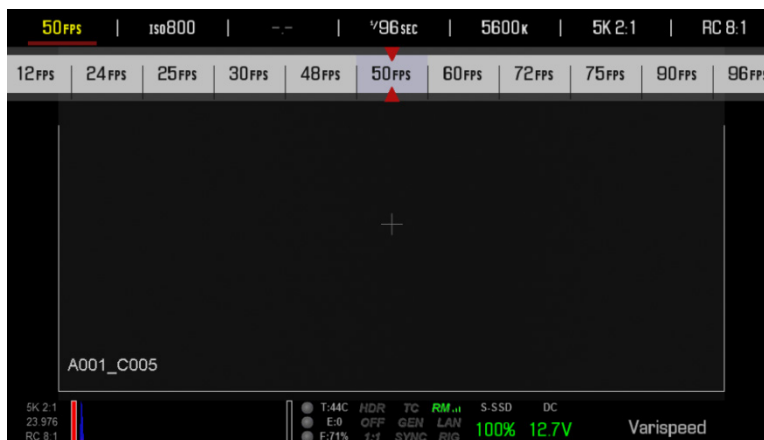 50FPS | ISO800 | -.- | 1/96SEC | 5600K | 5K 2:1 | RC 8:1
12FPS | 24FPS | 25FPS | 30FPS | 48FPS | 50FPS | 60FPS | 72FPS | 75FPS | 90FPS | 96FP
A001_C005
5K 2:1 T:44C HDR TC RM S-SSD DC
23.976 E:0 OFF GEN LAN 100% 12.7V Varispeed
RC 8:1 F:71% 1:1 SYNC RIG